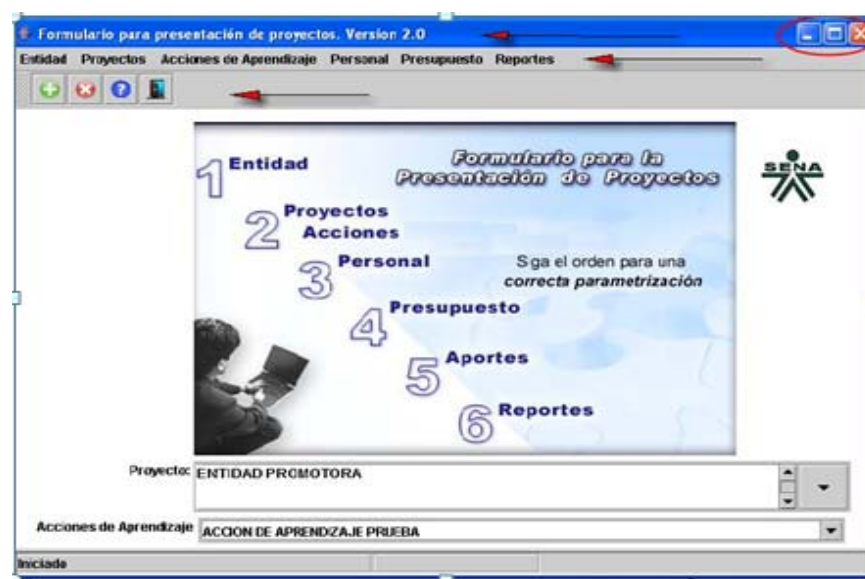 Formulario para presentación de proyectos. Version 2.0
Entidad Proyectos Acciones de Aprendizaje Personal Presupuesto Reportes
1 Entidad
Formulario para la
Presentación de Proyectos
SENA
2 Proyectos
Acciones
3 Personal
Siga el orden para una
correcta parametrización
4 Presupuesto
5 Aportes
6 Reportes
Proyecto: ENTIDAD PROMOTORA
Acciones de Aprendizaje ACCION DE APRENDIZAJE PRUEBA
Iniciado